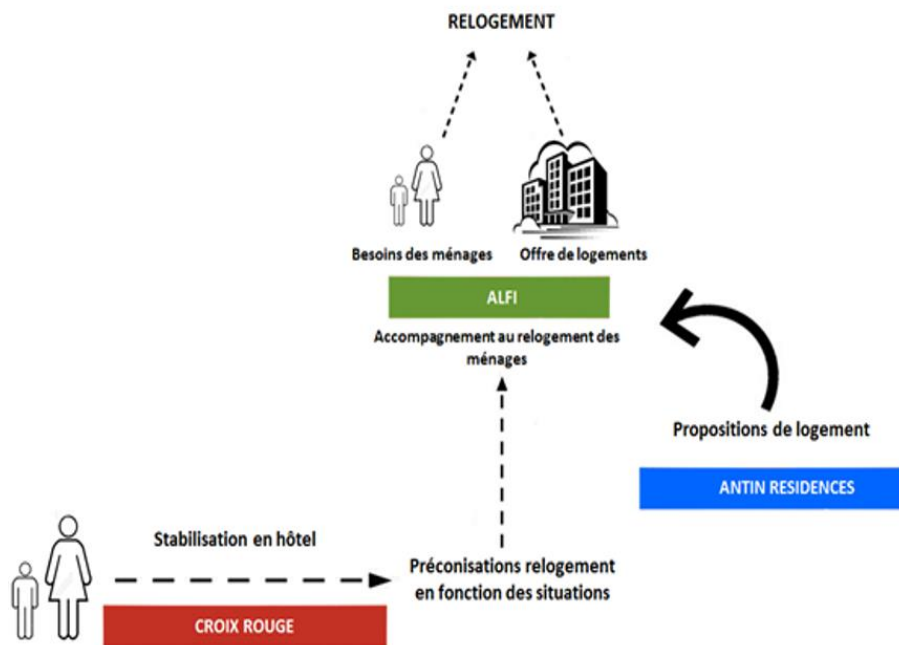 RELOGEMENT
Besoins des ménages
Offre de logements
ALFI
Accompagnement au relogement des
ménages
Propositions de logement
ANTIN RESIDENCES
Stabilisation en hôtel
Préconisations relogement
en fonction des situations
CROIX ROUGE